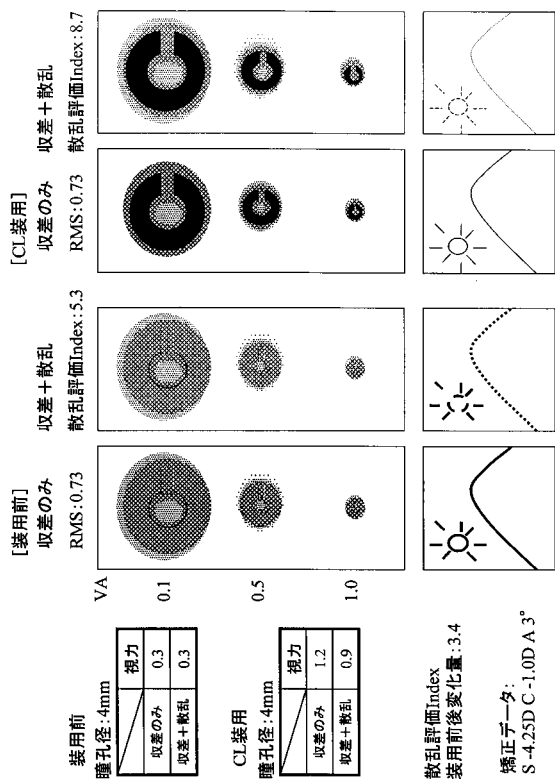 [装用前]
収差のみ
RMS:0.73
収差+散乱
散乱評価Index:5.3
[CL装用]
収差のみ
RMS:0.73
収差+散乱
散乱評価Index:8.7
VA
0.1
0.5
1.0
装用前
瞳孔径:4mm
視力
収差のみ 0.3
収差+散乱 0.3
CL装用
瞳孔径:4mm
視力
収差のみ 1.2
収差+散乱 0.9
散乱評価Index
装用前後変化量:3.4
矯正データ:
S -4.25D C -1.0D A 3°